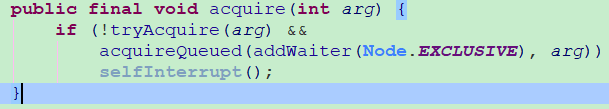 public final void acquire(int arg) {
if (!tryAcquire(arg) &&
acquireQueued(addWaiter(Node.EXCLUSIVE), arg))
selfInterrupt();
}